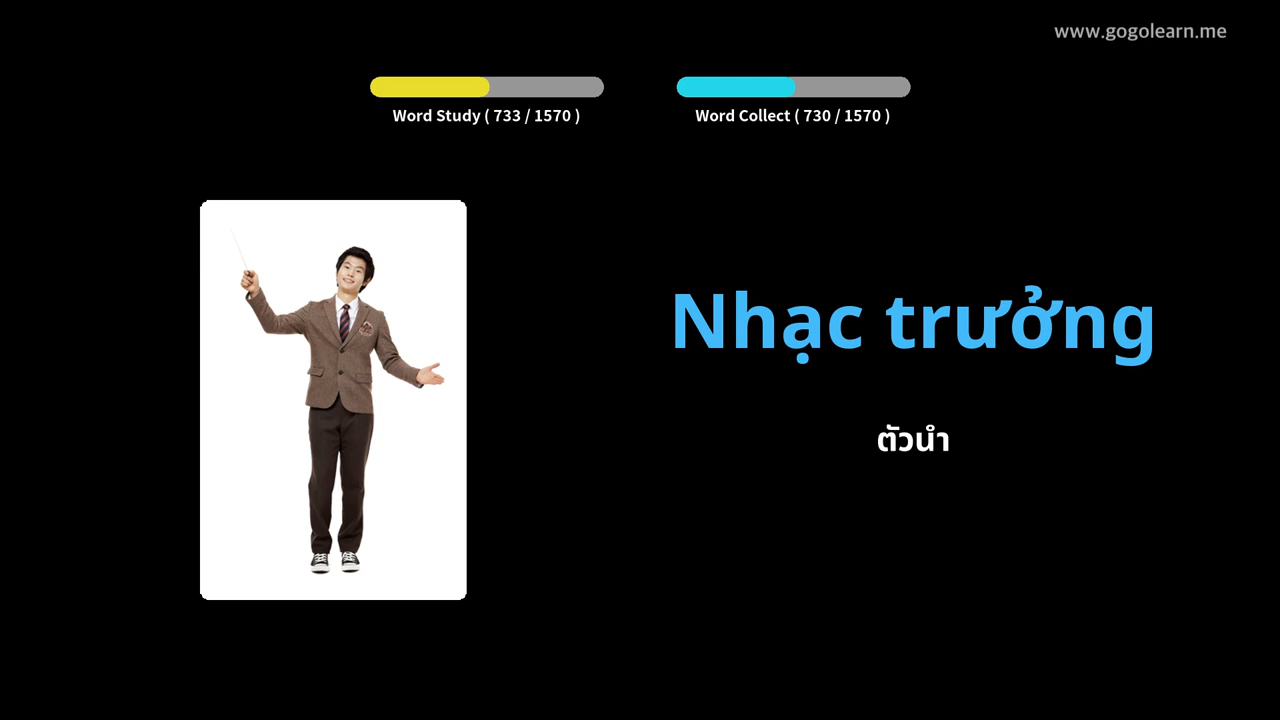 www.gogolearn.me
Word Study ( 733 / 1570 )
Word Collect ( 730 / 1570 )
Nhạc trưởng
ตัวนำ